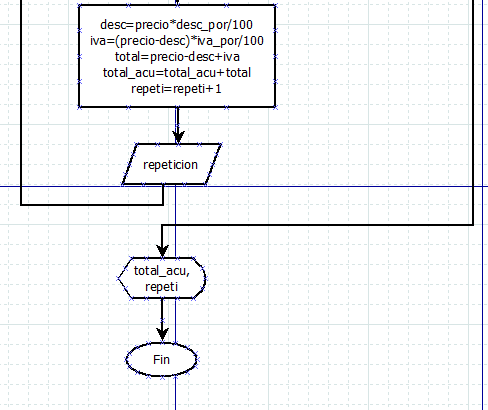 desc=precio*desc_por/100
iva=(precio-desc)*iva_por/100
total=precio-desc+iva
total_acu=total_acu+total
repeti=repeti+1
repeticion
total_acu,
repeti
Fin